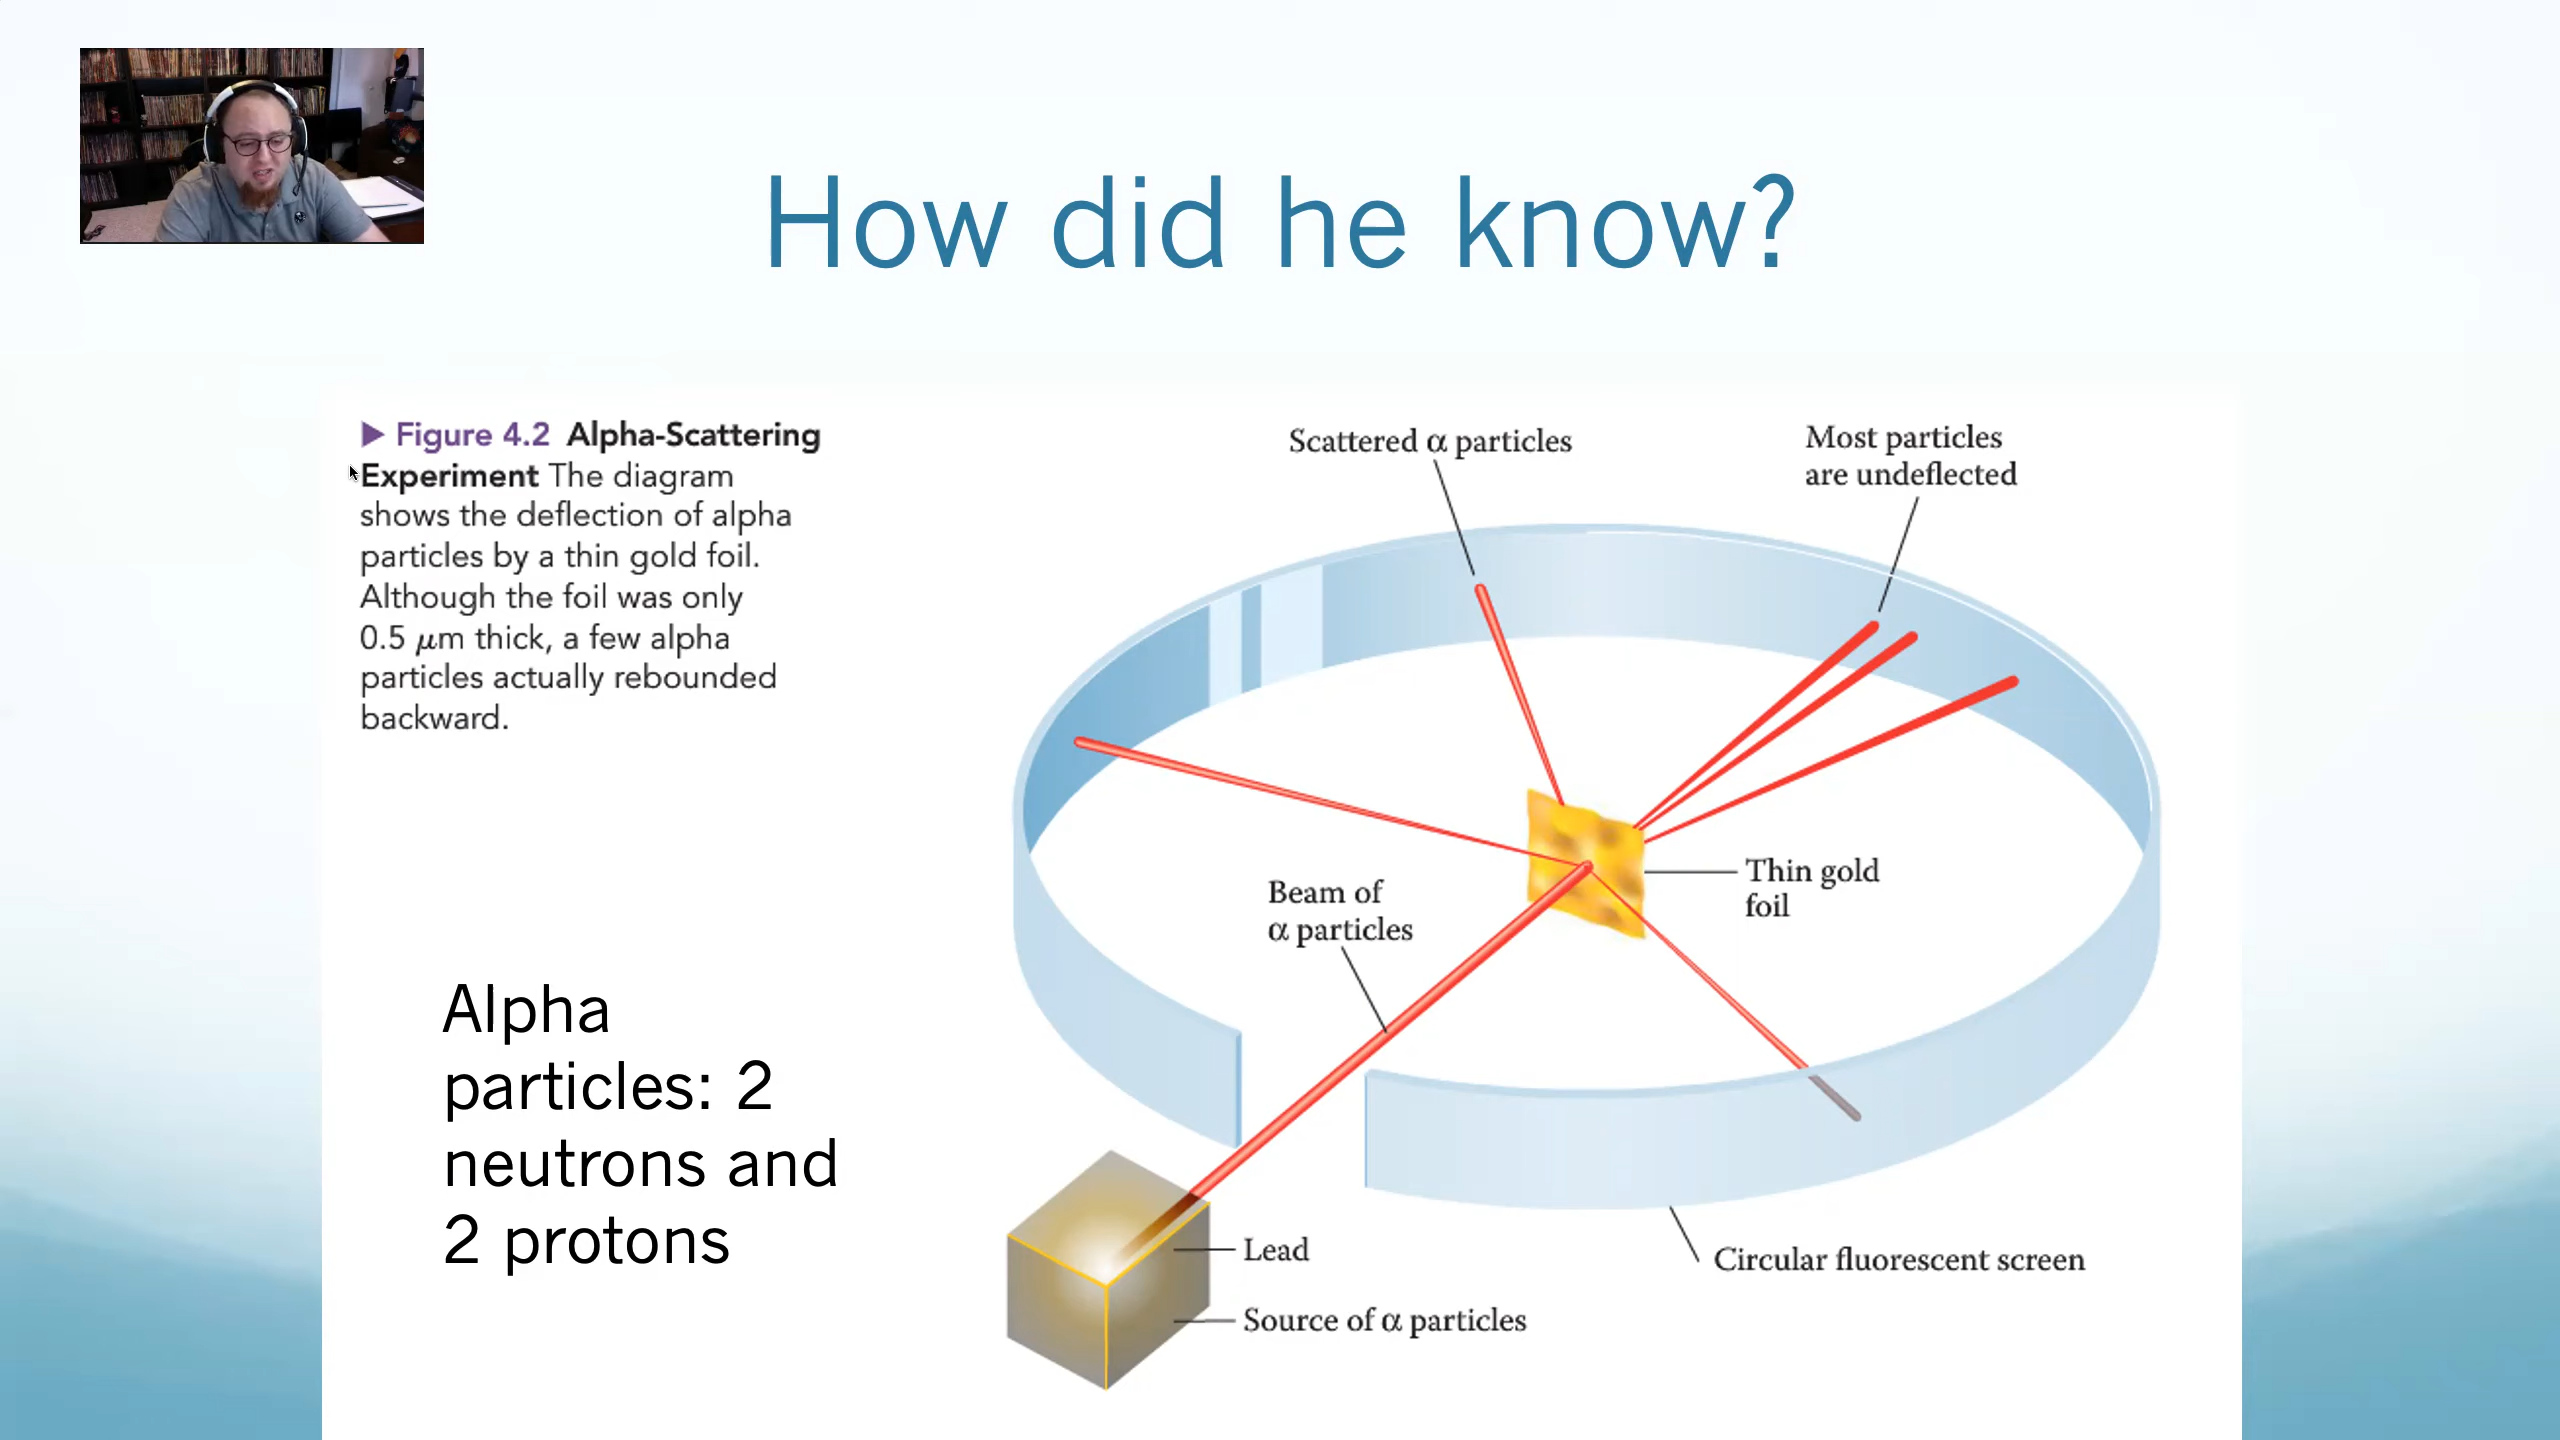 How did he know?
▶ Figure 4.2 Alpha-Scattering
Experiment The diagram
shows the deflection of alpha
particles by a thin gold foil.
Although the foil was only
0.5 μm thick, a few alpha
particles actually rebounded
backward.
Alpha
particles: 2
neutrons and
2 protons
Scattered α particles
Most particles
are undeflected
Beam of
α particles
Thin gold
foil
Lead
Source of α particles
Circular fluorescent screen